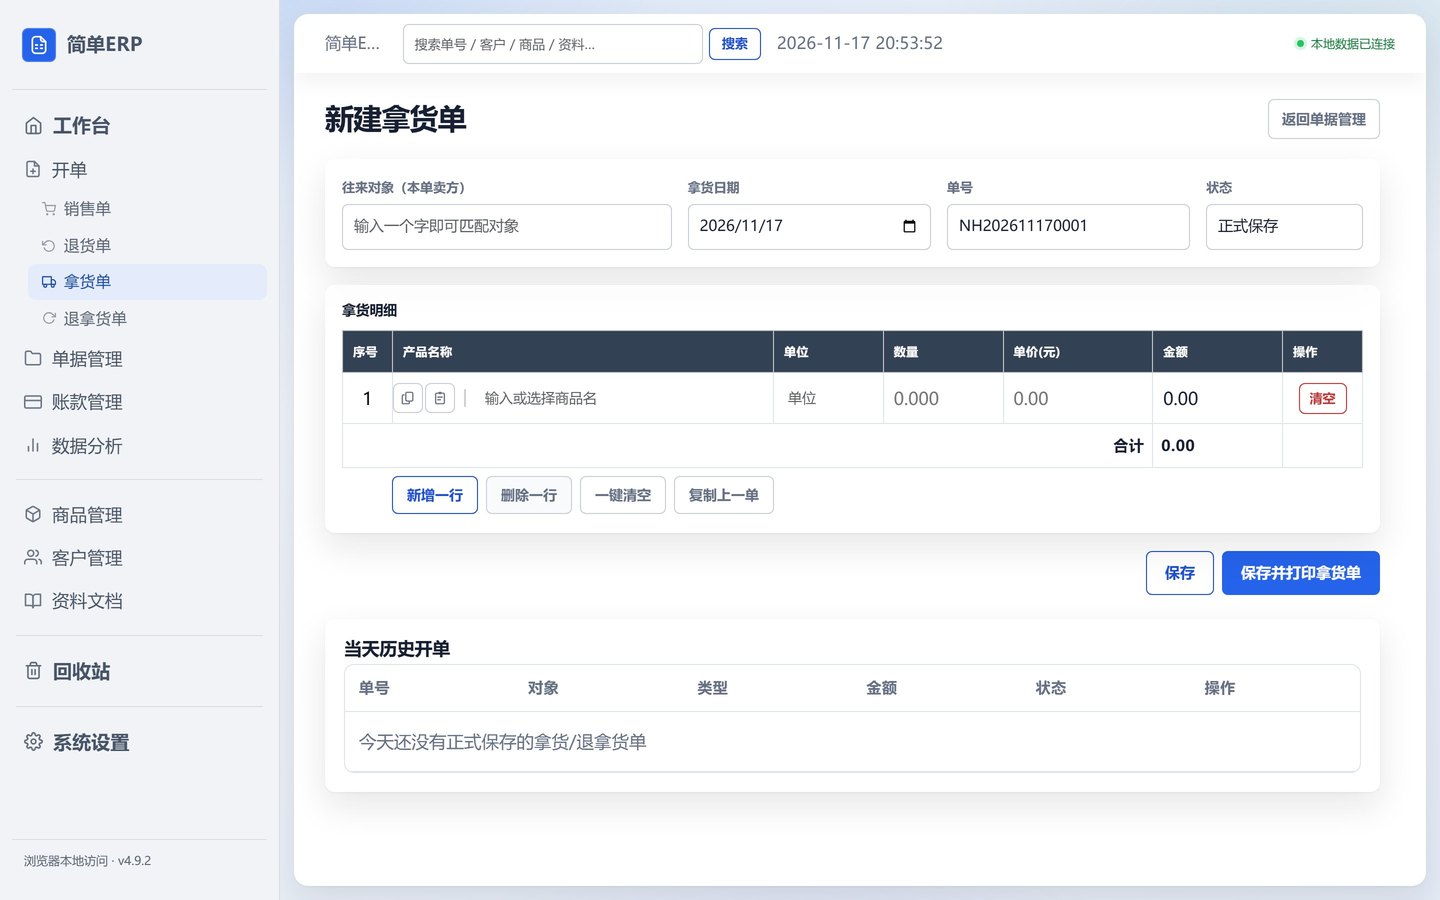 简单ERP
工作台
开单
销售单
退货单
拿货单
退拿货单
单据管理
账款管理
数据分析
商品管理
客户管理
资料文档
回收站
系统设置
浏览器本地访问 · v4.9.2
简单E... 搜索单号 / 客户 / 商品 / 资料... 搜索 2026-11-17 20:53:52 本地数据已连接
新建拿货单 返回单据管理
往来对象（本单卖方） 拿货日期 单号 状态
输入一个字即可匹配对象 2026/11/17 NH202611170001 正式保存
拿货明细
序号 产品名称 单位 数量 单价(元) 金额 操作
1 输入或选择商品名 单位 0.000 0.00 0.00 清空
合计 0.00
新增一行 删除一行 一键清空 复制上一单
保存 保存并打印拿货单
当天历史开单
单号 对象 类型 金额 状态 操作
今天还没有正式保存的拿货/退拿货单